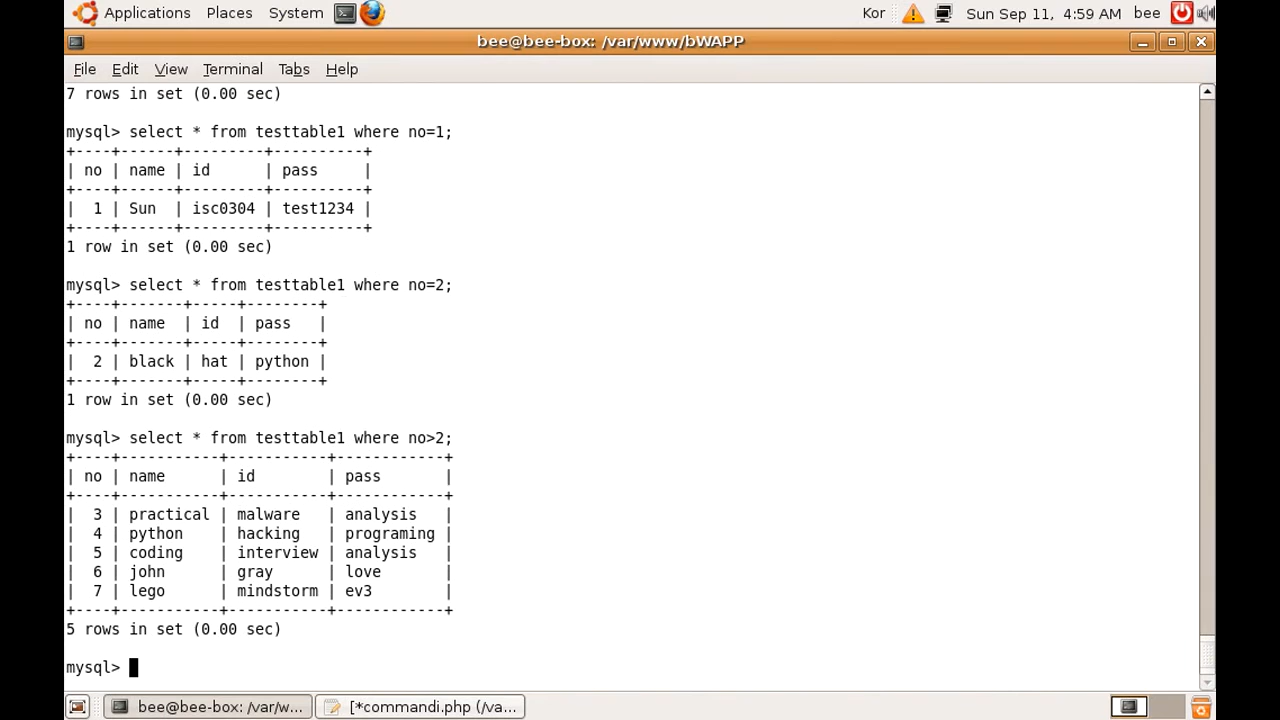 Applications Places System Kor Sun Sep 11, 4:59 AM bee
bee@bee-box: /var/www/bWAPP
File Edit View Terminal Tabs Help
7 rows in set (0.00 sec)
mysql> select * from testtable1 where no=1;
+----+------+---------+----------+
| no | name | id      | pass     |
+----+------+---------+----------+
|  1 | Sun  | isc0304 | test1234 |
+----+------+---------+----------+
1 row in set (0.00 sec)
mysql> select * from testtable1 where no=2;
+----+-------+-----+--------+
| no | name  | id  | pass   |
+----+-------+-----+--------+
|  2 | black | hat | python |
+----+-------+-----+--------+
1 row in set (0.00 sec)
mysql> select * from testtable1 where no>2;
+----+-----------+-----------+------------+
| no | name      | id        | pass       |
+----+-----------+-----------+------------+
|  3 | practical | malware   | analysis   |
|  4 | python    | hacking   | programing |
|  5 | coding    | interview | analysis   |
|  6 | john      | gray      | love       |
|  7 | lego      | mindstorm | ev3        |
+----+-----------+-----------+------------+
5 rows in set (0.00 sec)
mysql>
bee@bee-box: /var/w... [*commandi.php (/va...